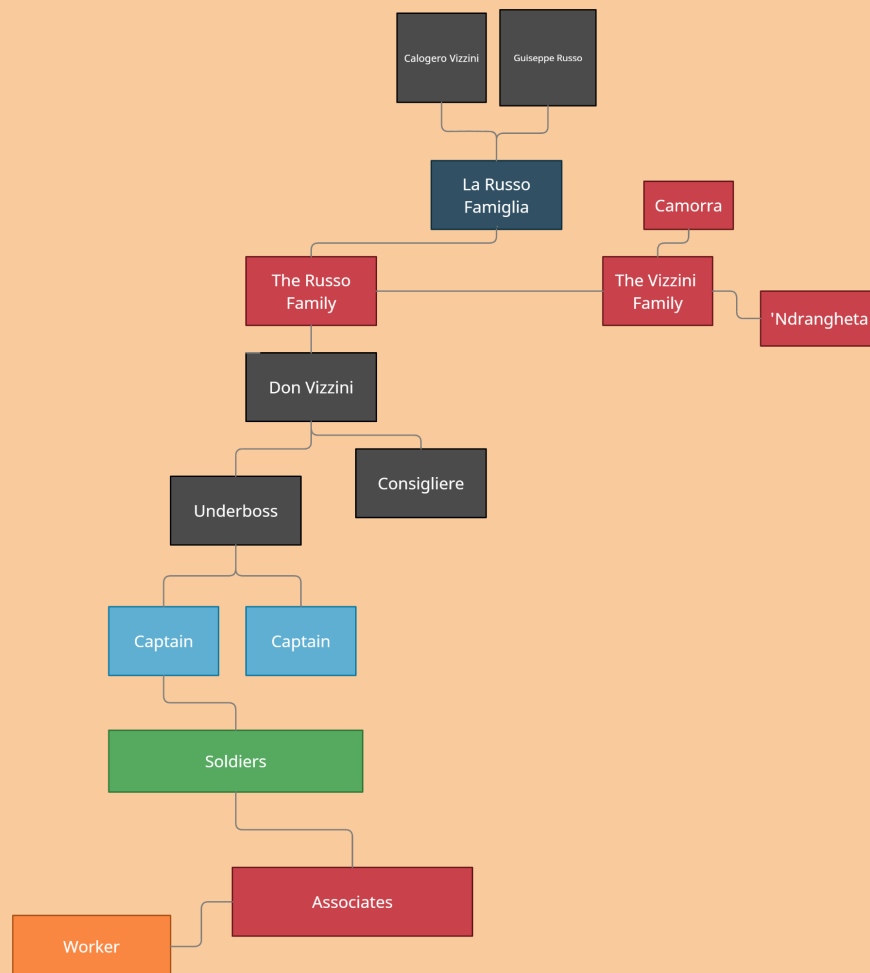 Calogero Vizzini
Guiseppe Russo
La Russo
Famiglia
Camorra
The Russo
Family
The Vizzini
Family
'Ndrangheta
Don Vizzini
Consigliere
Underboss
Captain
Captain
Soldiers
Associates
Worker